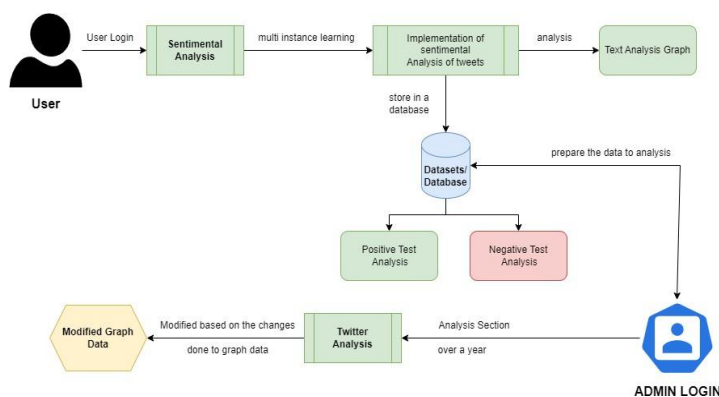 User Login
Sentimental
Analysis
multi instance learning
Implementation of
sentimental
Analysis of tweets
analysis
Text Analysis Graph
User
store in a
database
Datasets/
Database
prepare the data to analysis
Positive Test
Analysis
Negative Test
Analysis
Modified Graph
Data
Modified based on the changes
done to graph data
Twitter
Analysis
Analysis Section
over a year
ADMIN LOGIN